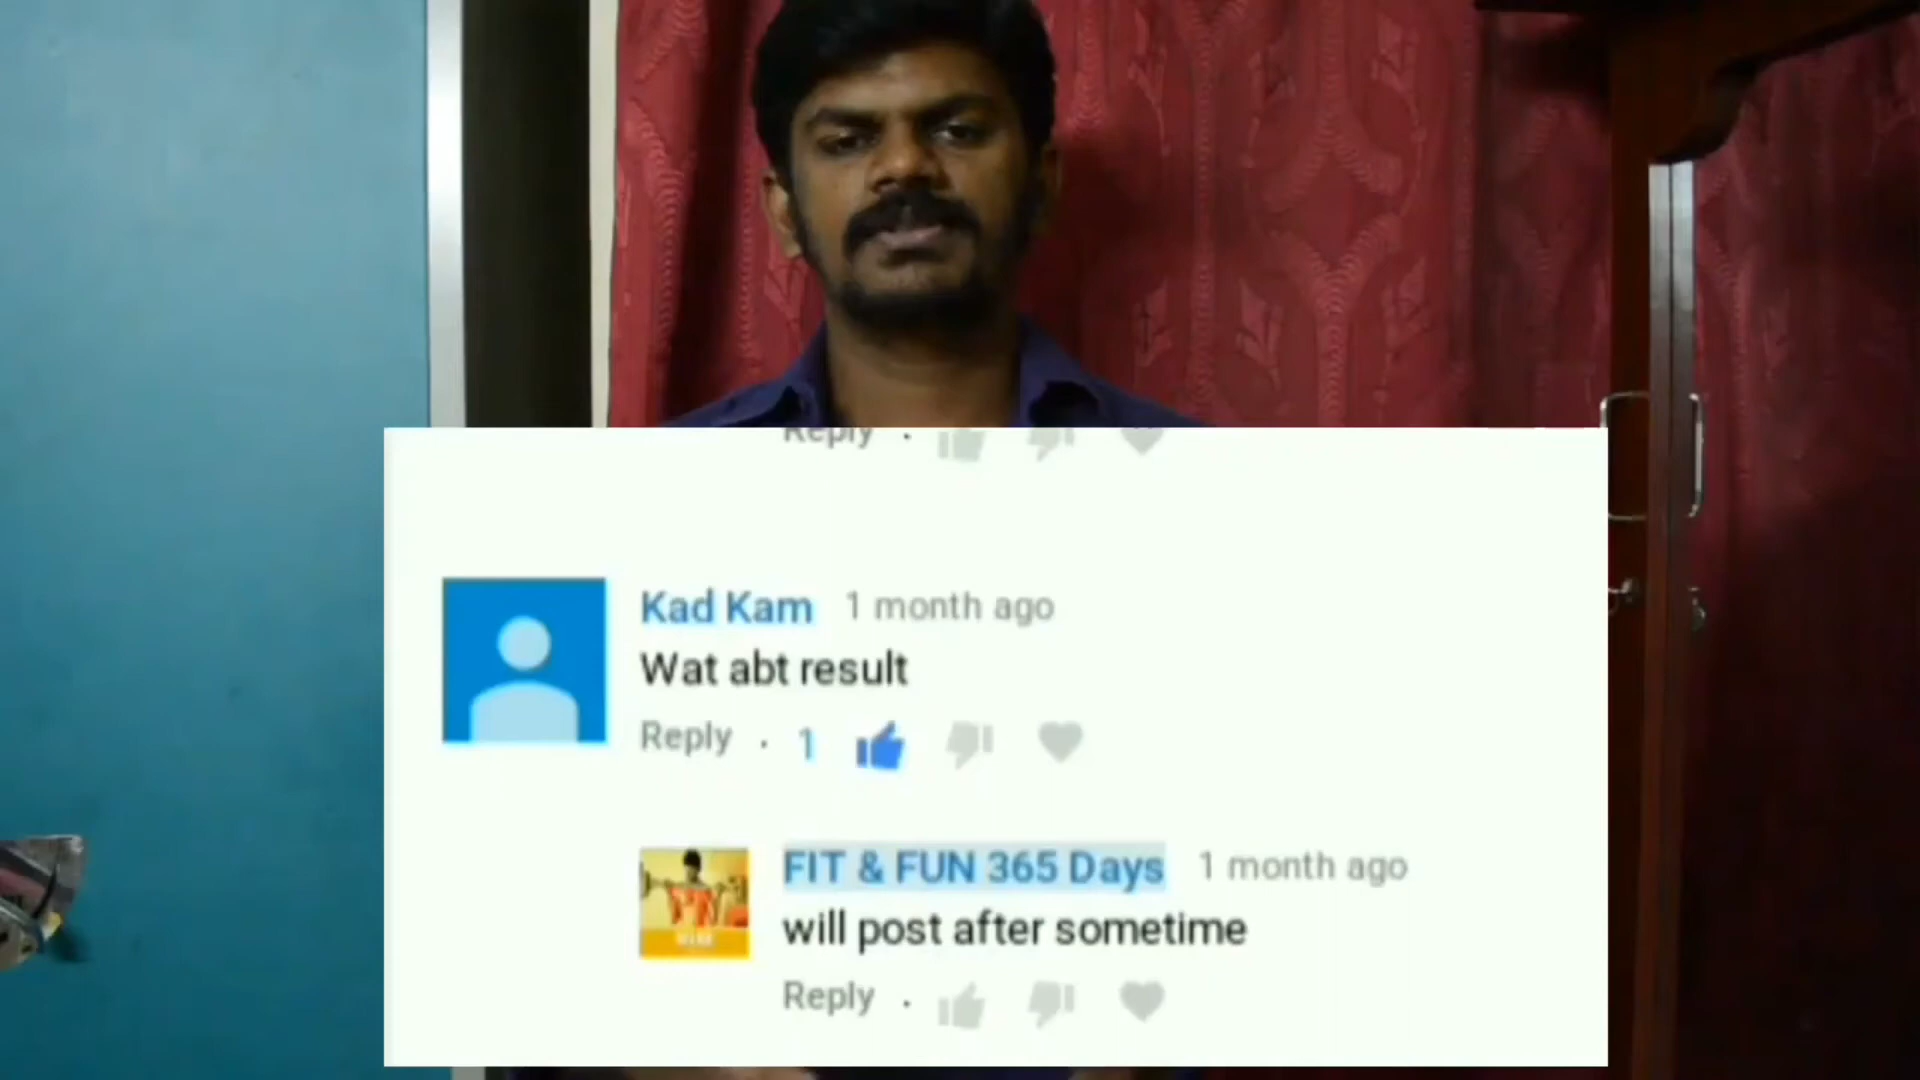 Reply .
Kad Kam 1 month ago
Wat abt result
Reply . 1
FIT & FUN 365 Days 1 month ago
will post after sometime
Reply .